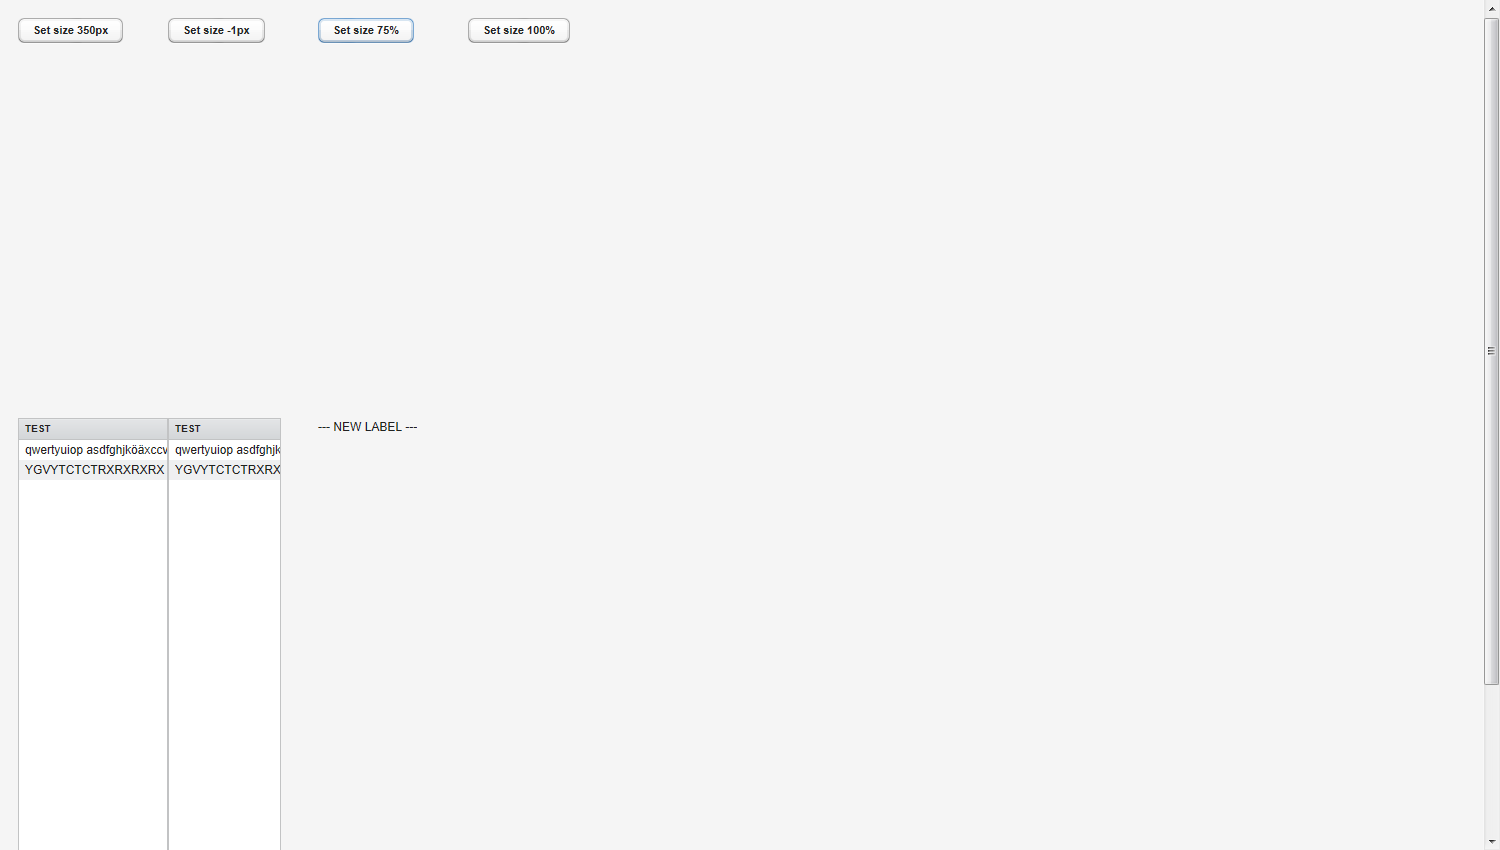 Set size 350px Set size -1px Set size 75% Set size 100%
TEST TEST --- NEW LABEL ---
qwertyuiop asdfghjköäxccv qwertyuiop asdfghjk
YGVYTCTCTRXRXRXRX YGVYTCTCTRXRX